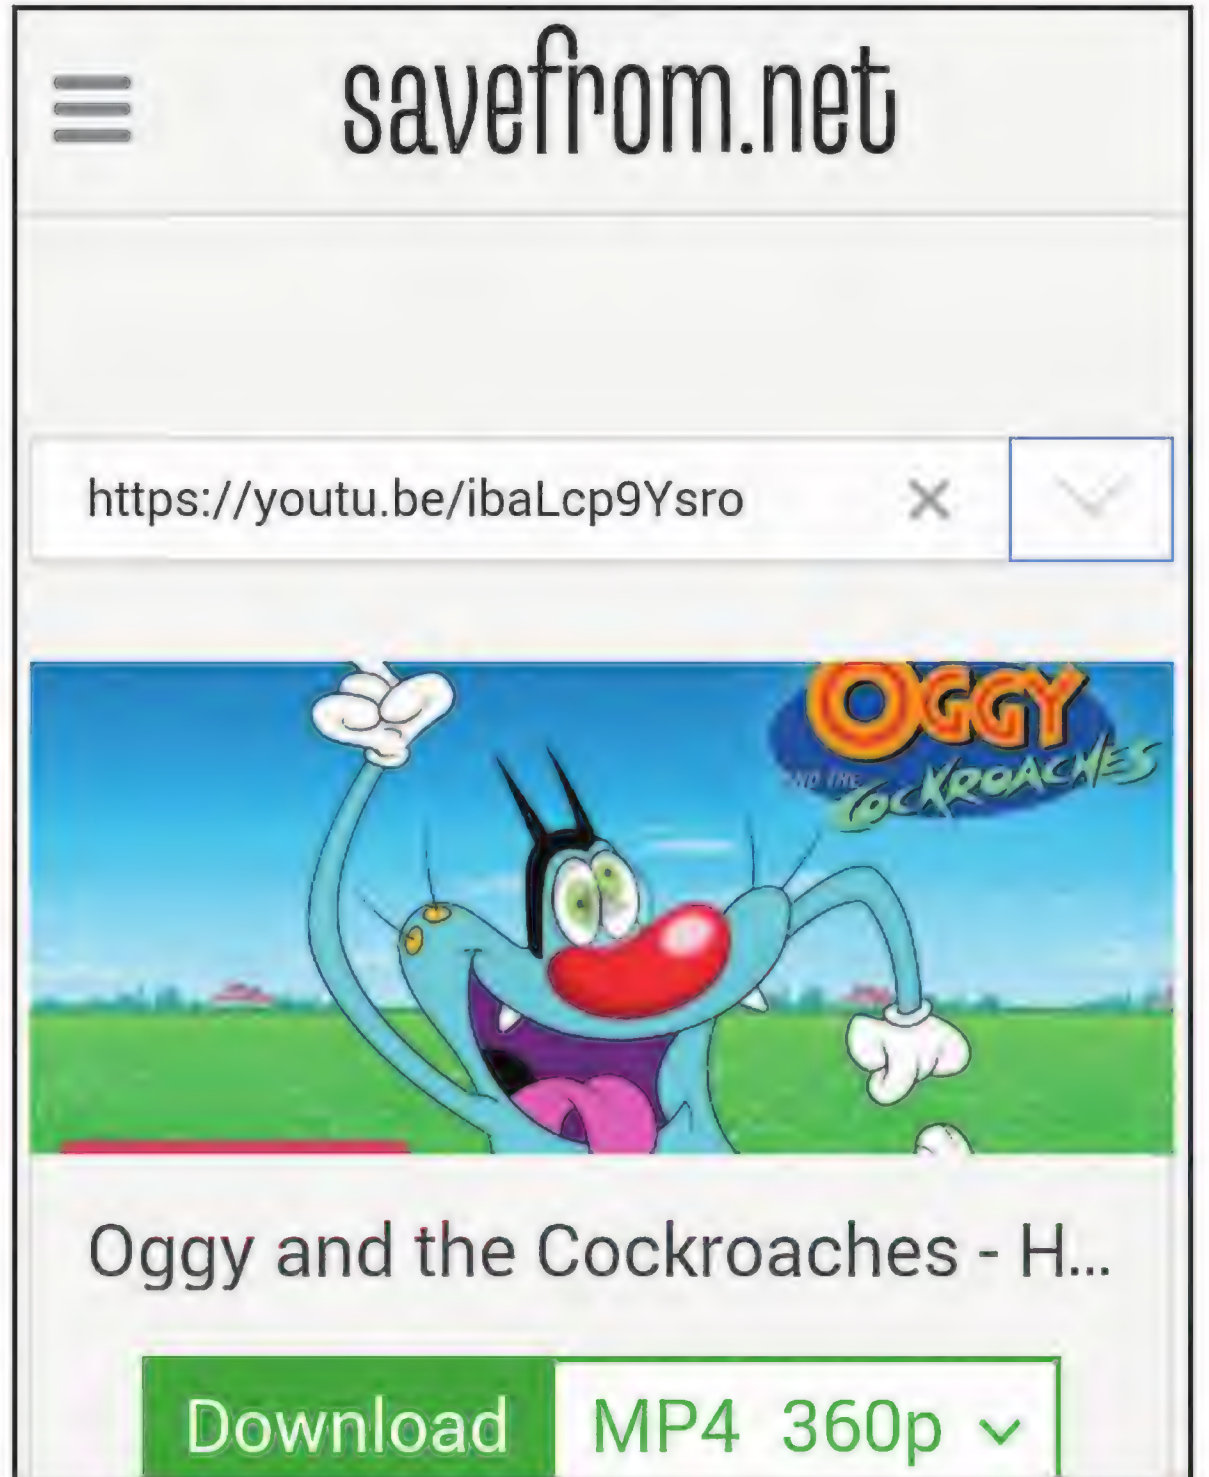 savefrom.net
https://youtu.be/ibaLcp9Ysro
OGGY
AND THE
COCKROACHES
Oggy and the Cockroaches - H...
Download MP4 360p